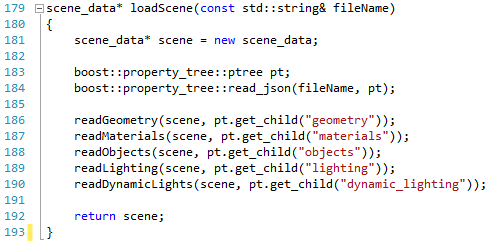 179 scene_data* loadScene(const std::string& fileName)
180 {
181     scene_data* scene = new scene_data;
182
183     boost::property_tree::ptree pt;
184     boost::property_tree::read_json(fileName, pt);
185
186     readGeometry(scene, pt.get_child("geometry"));
187     readMaterials(scene, pt.get_child("materials"));
188     readObjects(scene, pt.get_child("objects"));
189     readLighting(scene, pt.get_child("lighting"));
190     readDynamicLights(scene, pt.get_child("dynamic_lighting"));
191
192     return scene;
193 }